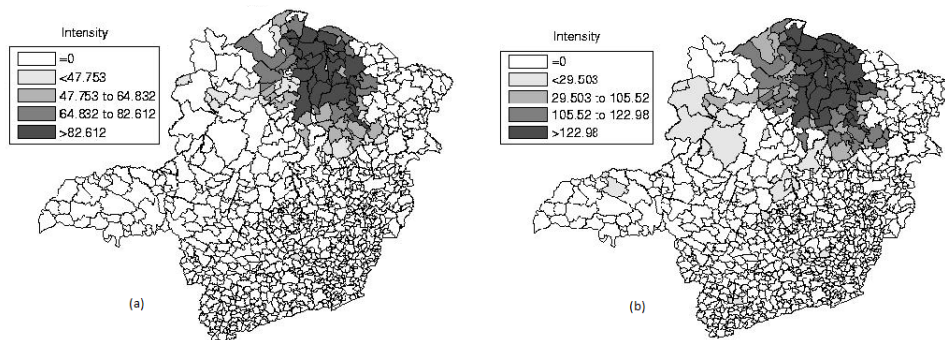 Intensity
=0
<47.753
47.753 to 64.832
64.832 to 82.612
>82.612
(a)
Intensity
=0
<29.503
29.503 to 105.52
105.52 to 122.98
>122.98
(b)